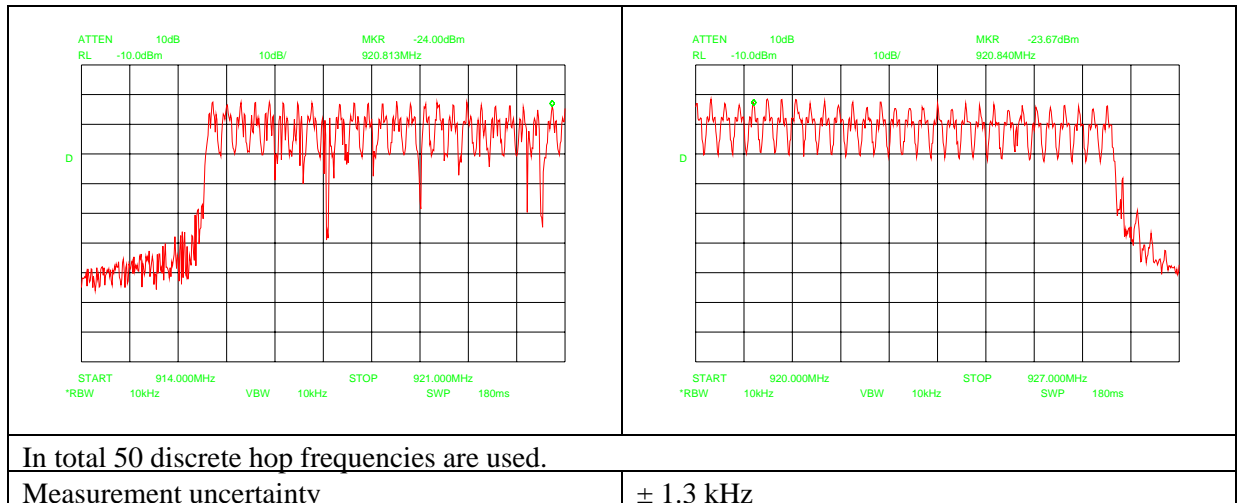 ATTEN 10dB MKR -24.00dBm
RL -10.0dBm 10dB/ 920.813MHz
D
START 914.000MHz STOP 921.000MHz
*RBW 10kHz VBW 10kHz SWP 180ms
ATTEN 10dB MKR -23.67dBm
RL -10.0dBm 10dB/ 920.840MHz
D
START 920.000MHz STOP 927.000MHz
*RBW 10kHz VBW 10kHz SWP 180ms
In total 50 discrete hop frequencies are used.
Measurement uncertainty ± 1.3 kHz